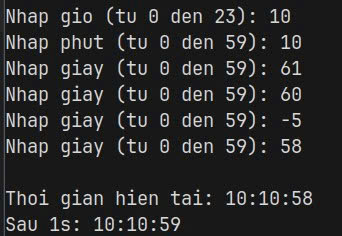 Nhap gio (tu 0 den 23): 10
Nhap phut (tu 0 den 59): 10
Nhap giay (tu 0 den 59): 61
Nhap giay (tu 0 den 59): 60
Nhap giay (tu 0 den 59): -5
Nhap giay (tu 0 den 59): 58
Thoi gian hien tai: 10:10:58
Sau 1s: 10:10:59